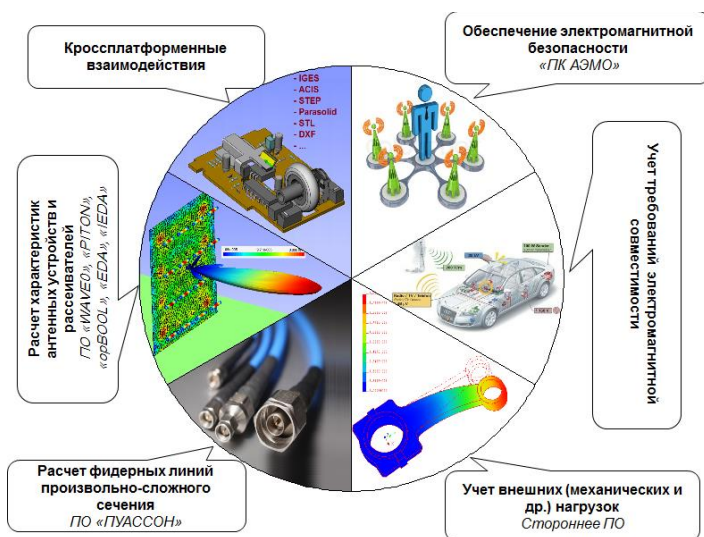 Кроссплатформенные
взаимодействия
Обеспечение электромагнитной
безопасности
«ПК АЭМО»
- IGES
- ACIS
- STEP
- Parasolid
- STL
- DXF
- ...
Расчет характеристик
антенных устройств и
рассеивателей
ПО «WAVE0», «PITON»,
«opBOOL», «EDA», «IEDA»
Учет требований электромагнитной
совместимости
Расчет фидерных линий
произвольно-сложного
сечения
ПО «ПУАССОН»
Учет внешних (механических и
др.) нагрузок
Стороннее ПО